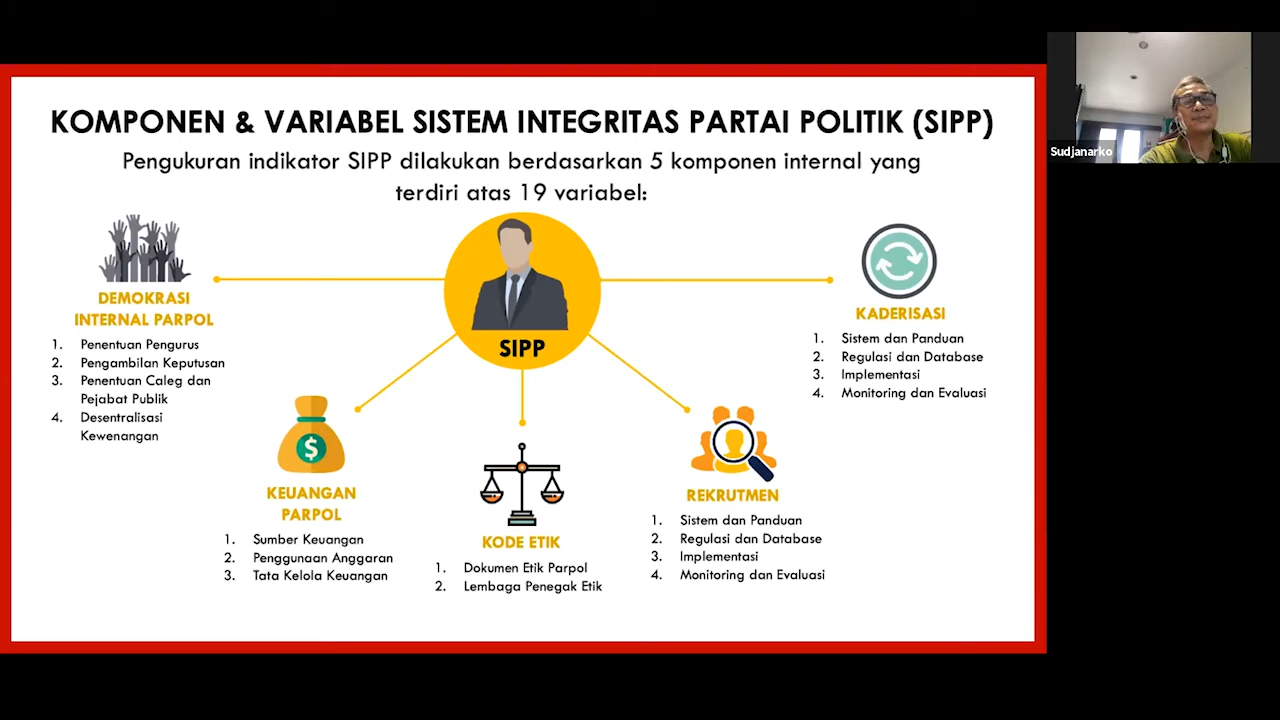 KOMPONEN & VARIABEL SISTEM INTEGRITAS PARTAI POLITIK (SIPP)
Pengukuran indikator SIPP dilakukan berdasarkan 5 komponen internal yang
terdiri atas 19 variabel:
Sudjanarko
SIPP
DEMOKRASI
INTERNAL PARPOL
1. Penentuan Pengurus
2. Pengambilan Keputusan
3. Penentuan Caleg dan
Pejabat Publik
4. Desentralisasi
Kewenangan
$
KEUANGAN
PARPOL
1. Sumber Keuangan
2. Penggunaan Anggaran
3. Tata Kelola Keuangan
KODE ETIK
1. Dokumen Etik Parpol
2. Lembaga Penegak Etik
REKRUTMEN
1. Sistem dan Panduan
2. Regulasi dan Database
3. Implementasi
4. Monitoring dan Evaluasi
KADERISASI
1. Sistem dan Panduan
2. Regulasi dan Database
3. Implementasi
4. Monitoring dan Evaluasi